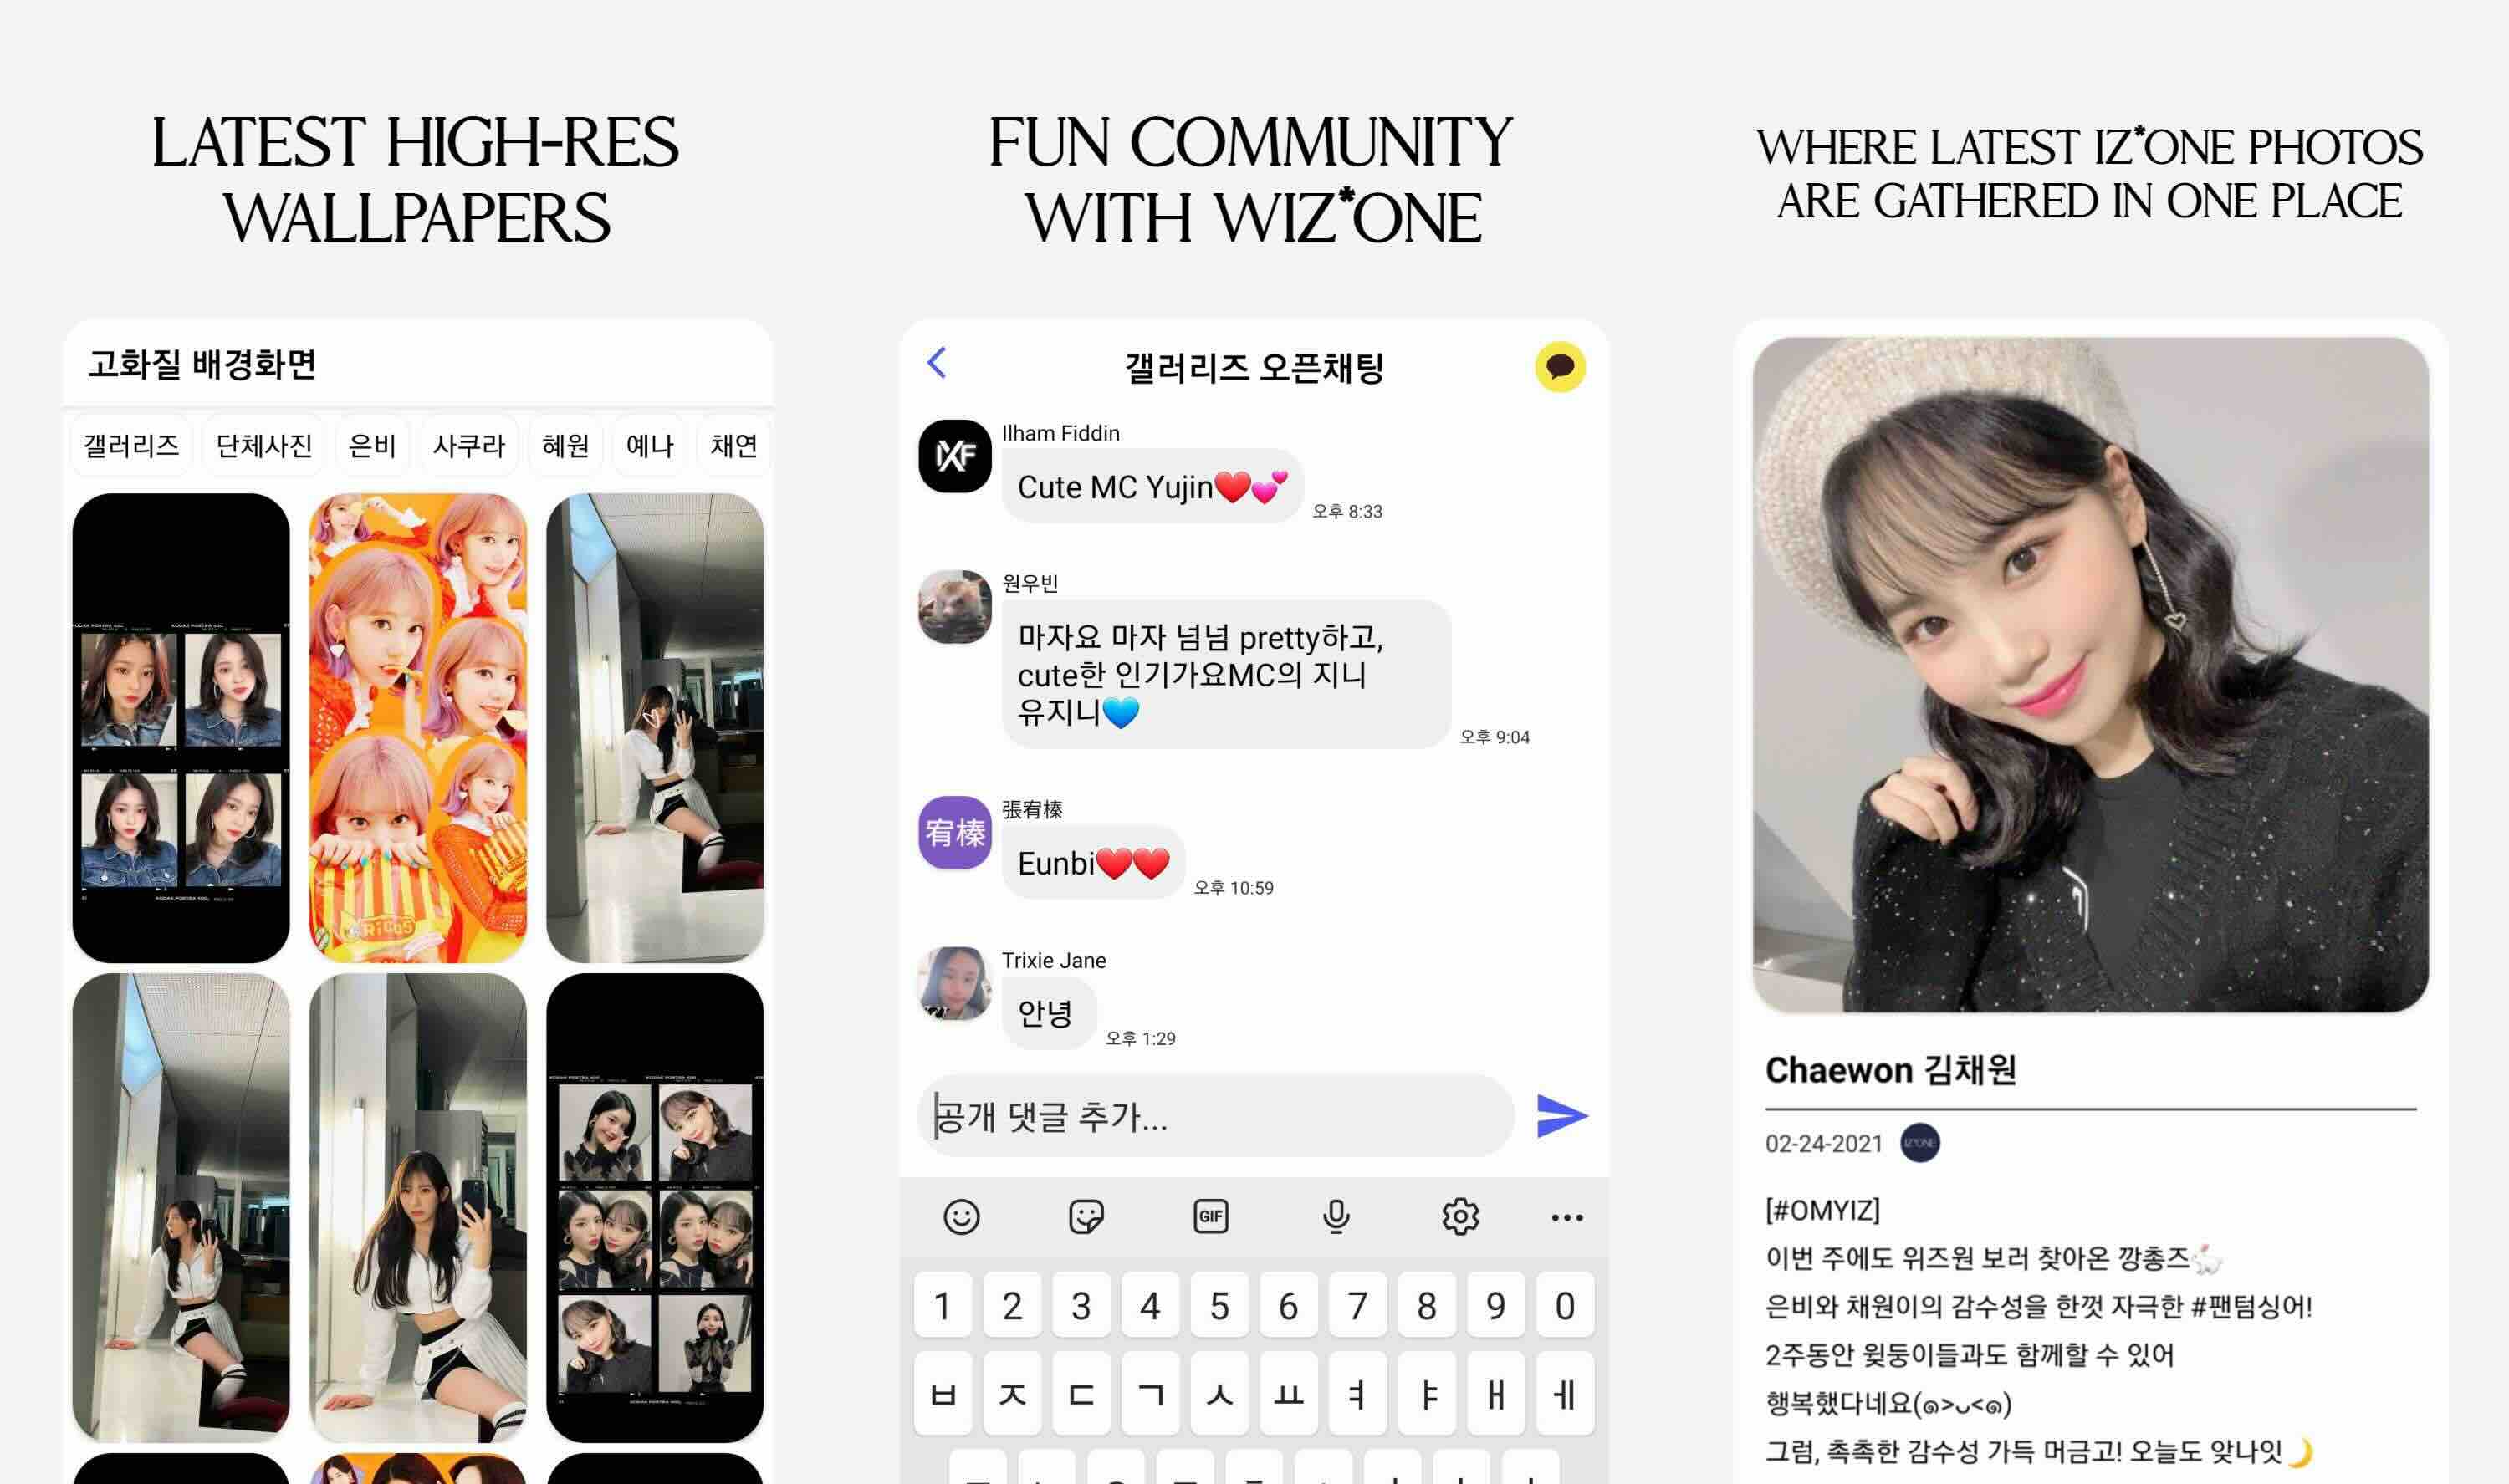 LATEST HIGH-RES
WALLPAPERS
고화질 배경화면
갤러리즈 단체사진 은비 사쿠라 혜원 예나 채연
FUN COMMUNITY
WITH WIZ*ONE
갤러리즈 오픈채팅
IXF
Ilham Fiddin
Cute MC Yujin❤️💕
오후 8:33
원우빈
마자요 마자 넘넘 pretty하고,
cute한 인기가요MC의 지니
유지니💙
오후 9:04
宥榛
張宥榛
Eunbi❤️❤️
오후 10:59
Trixie Jane
안녕
오후 1:29
공개 댓글 추가...
GIF
1 2 3 4 5 6 7 8 9 0
ㅂ ㅈ ㄷ ㄱ ㅅ ㅛ ㅕ ㅑ ㅐ ㅔ
WHERE LATEST IZ*ONE PHOTOS
ARE GATHERED IN ONE PLACE
Chaewon 김채원
02-24-2021 IZ*ONE
[#OMYIZ]
이번 주에도 위즈원 보러 찾아온 깡총즈🐇
은비와 채원이의 감수성을 한껏 자극한 #팬텀싱어!
2주동안 윚둥이들과도 함께할 수 있어
행복했다네요(๑>ᴗ<๑)
그럼, 촉촉한 감수성 가득 머금고! 오늘도 앚나잇🌙